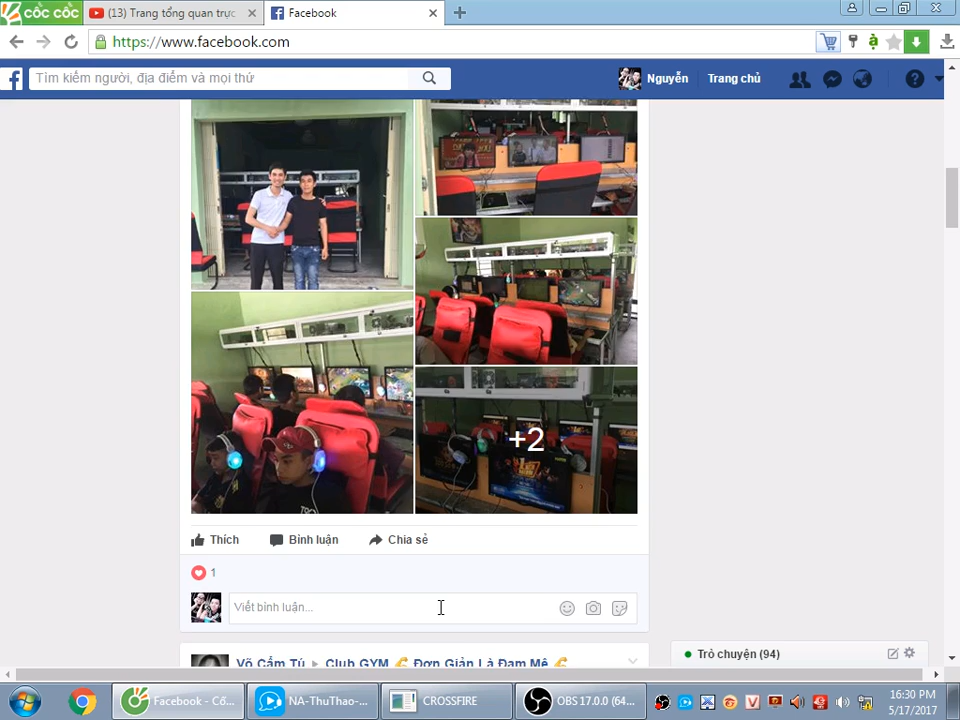 CỐC CỐC
(13) Trang tổng quan trực
Facebook
https://www.facebook.com
Tìm kiếm người, địa điểm và mọi thứ
Nguyễn
Trang chủ
+2
Thích
Bình luận
Chia sẻ
1
Viết bình luận...
Võ Cẩm Tú ▸ Club GYM 💪 Đơn Giản Là Đam Mê 💪
Trò chuyện (94)
Facebook - Cố...
NA-ThuThao-...
CROSSFIRE
OBS 17.0.0 (64...
16:30 PM
5/17/2017